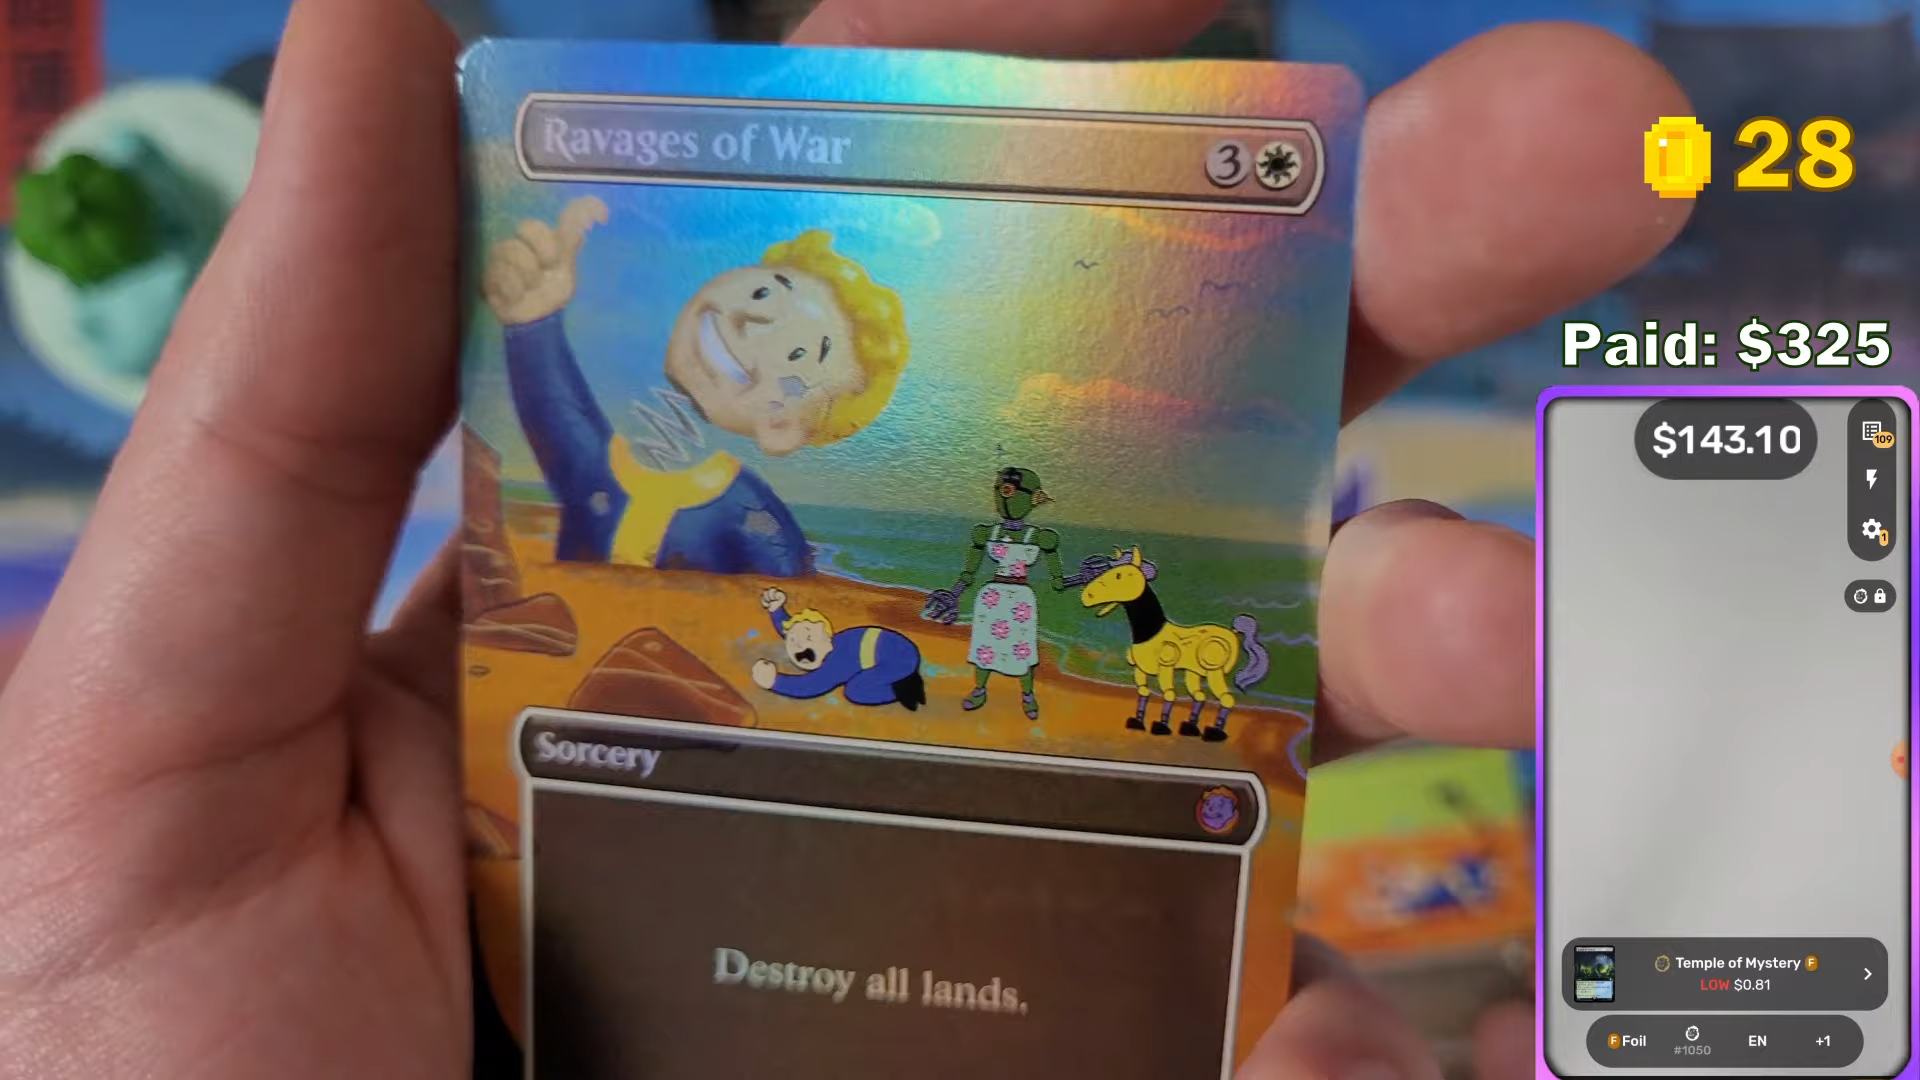 Ravages of War 3
Sorcery
Destroy all lands.
28
Paid: $325
$143.10
109
1
Temple of Mystery F
LOW $0.81
F Foil #1050 EN +1